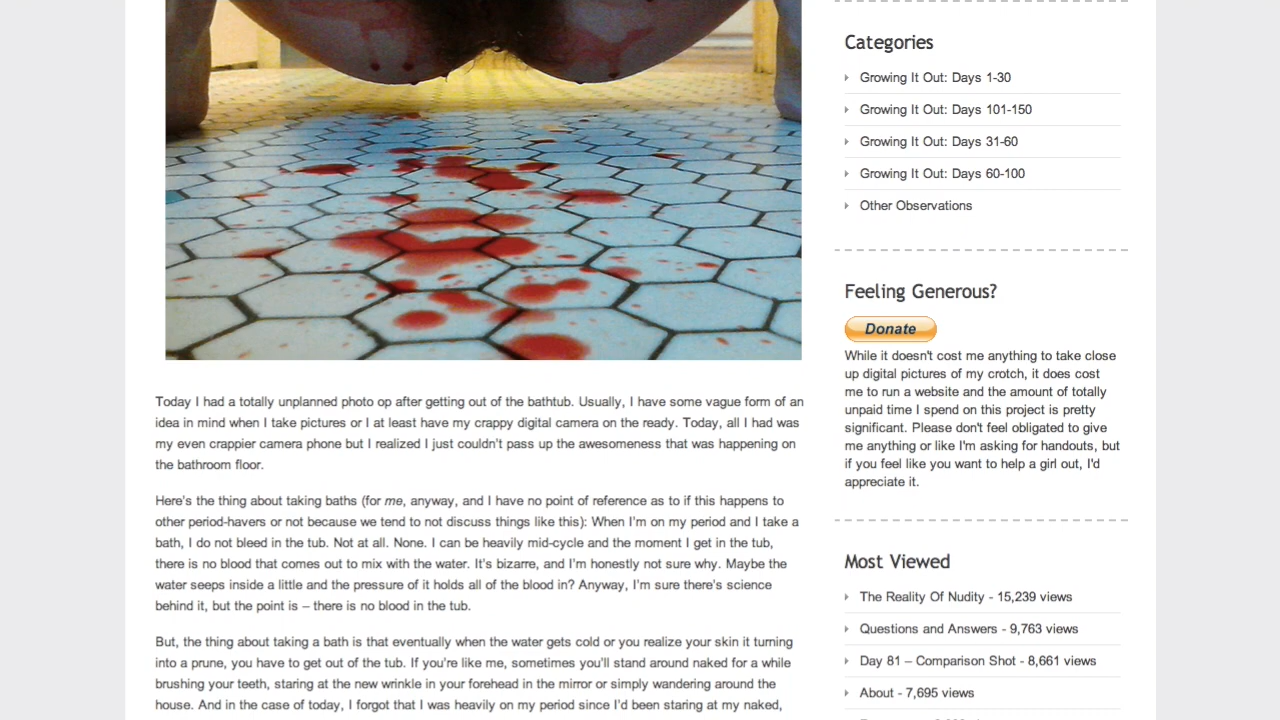 Categories
Growing It Out: Days 1-30
Growing It Out: Days 101-150
Growing It Out: Days 31-60
Growing It Out: Days 60-100
Other Observations
Feeling Generous?
Donate
While it doesn't cost me anything to take close
up digital pictures of my crotch, it does cost
me to run a website and the amount of totally
unpaid time I spend on this project is pretty
significant. Please don't feel obligated to give
me anything or like I'm asking for handouts, but
if you feel like you want to help a girl out, I'd
appreciate it.
Most Viewed
The Reality Of Nudity - 15,239 views
Questions and Answers - 9,763 views
Day 81 – Comparison Shot - 8,661 views
About - 7,695 views
Today I had a totally unplanned photo op after getting out of the bathtub. Usually, I have some vague form of an
idea in mind when I take pictures or I at least have my crappy digital camera on the ready. Today, all I had was
my even crappier camera phone but I realized I just couldn't pass up the awesomeness that was happening on
the bathroom floor.
Here's the thing about taking baths (for me, anyway, and I have no point of reference as to if this happens to
other period-havers or not because we tend to not discuss things like this): When I'm on my period and I take a
bath, I do not bleed in the tub. Not at all. None. I can be heavily mid-cycle and the moment I get in the tub,
there is no blood that comes out to mix with the water. It's bizarre, and I'm honestly not sure why. Maybe the
water seeps inside a little and the pressure of it holds all of the blood in? Anyway, I'm sure there's science
behind it, but the point is – there is no blood in the tub.
But, the thing about taking a bath is that eventually when the water gets cold or you realize your skin it turning
into a prune, you have to get out of the tub. If you're like me, sometimes you'll stand around naked for a while
brushing your teeth, staring at the new wrinkle in your forehead in the mirror or simply wandering around the
house. And in the case of today, I forgot that I was heavily on my period since I'd been staring at my naked,